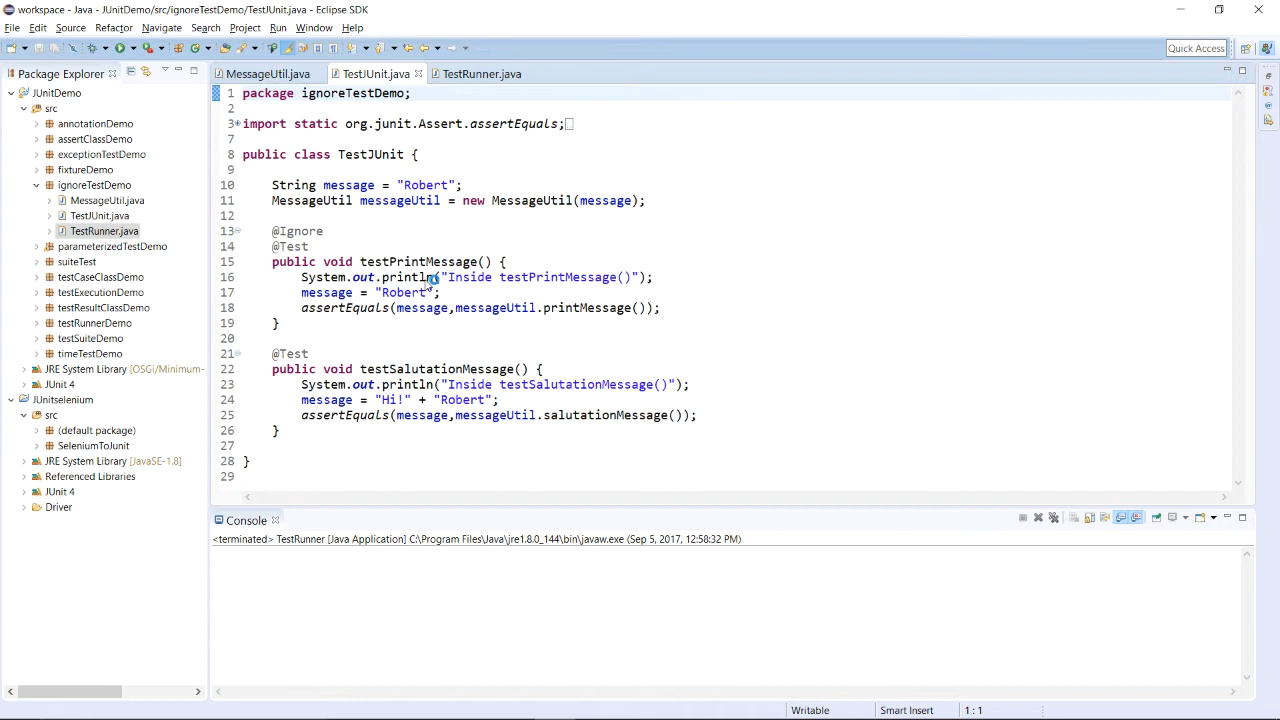 workspace - Java - JUnitDemo/src/ignoreTestDemo/TestJUnit.java - Eclipse SDK
File Edit Source Refactor Navigate Search Project Run Window Help
Quick Access
Package Explorer
JUnitDemo
src
annotationDemo
assertClassDemo
exceptionTestDemo
fixtureDemo
ignoreTestDemo
MessageUtil.java
TestJUnit.java
TestRunner.java
parameterizedTestDemo
suiteTest
testCaseClassDemo
testExecutionDemo
testResultClassDemo
testRunnerDemo
testSuiteDemo
timeTestDemo
JRE System Library [OSGi/Minimum-
JUnit 4
JUnitselenium
src
(default package)
SeleniumToJunit
JRE System Library [JavaSE-1.8]
Referenced Libraries
JUnit 4
Driver
MessageUtil.java TestJUnit.java TestRunner.java
1 package ignoreTestDemo;
2
3 import static org.junit.Assert.assertEquals;
7
8 public class TestJUnit {
9
10 String message = "Robert";
11 MessageUtil messageUtil = new MessageUtil(message);
12
13 @Ignore
14 @Test
15 public void testPrintMessage() {
16 System.out.println("Inside testPrintMessage()");
17 message = "Robert";
18 assertEquals(message,messageUtil.printMessage());
19 }
20
21 @Test
22 public void testSalutationMessage() {
23 System.out.println("Inside testSalutationMessage()");
24 message = "Hi!" + "Robert";
25 assertEquals(message,messageUtil.salutationMessage());
26 }
27
28 }
29
Console
<terminated> TestRunner [Java Application] C:\Program Files\Java\jre1.8.0_144\bin\javaw.exe (Sep 5, 2017, 12:58:32 PM)
Writable Smart Insert 1 : 1